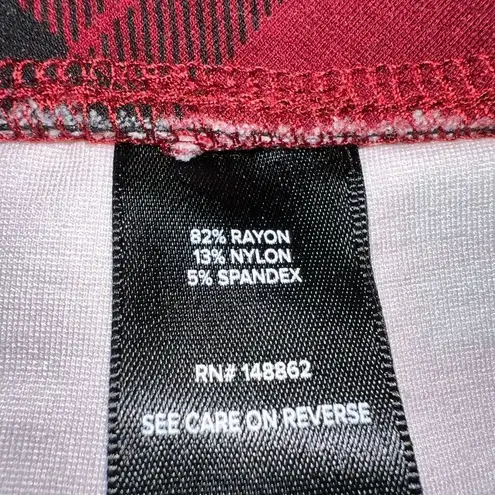 82% RAYON
13% NYLON
5% SPANDEX
RN# 148862
SEE CARE ON REVERSE